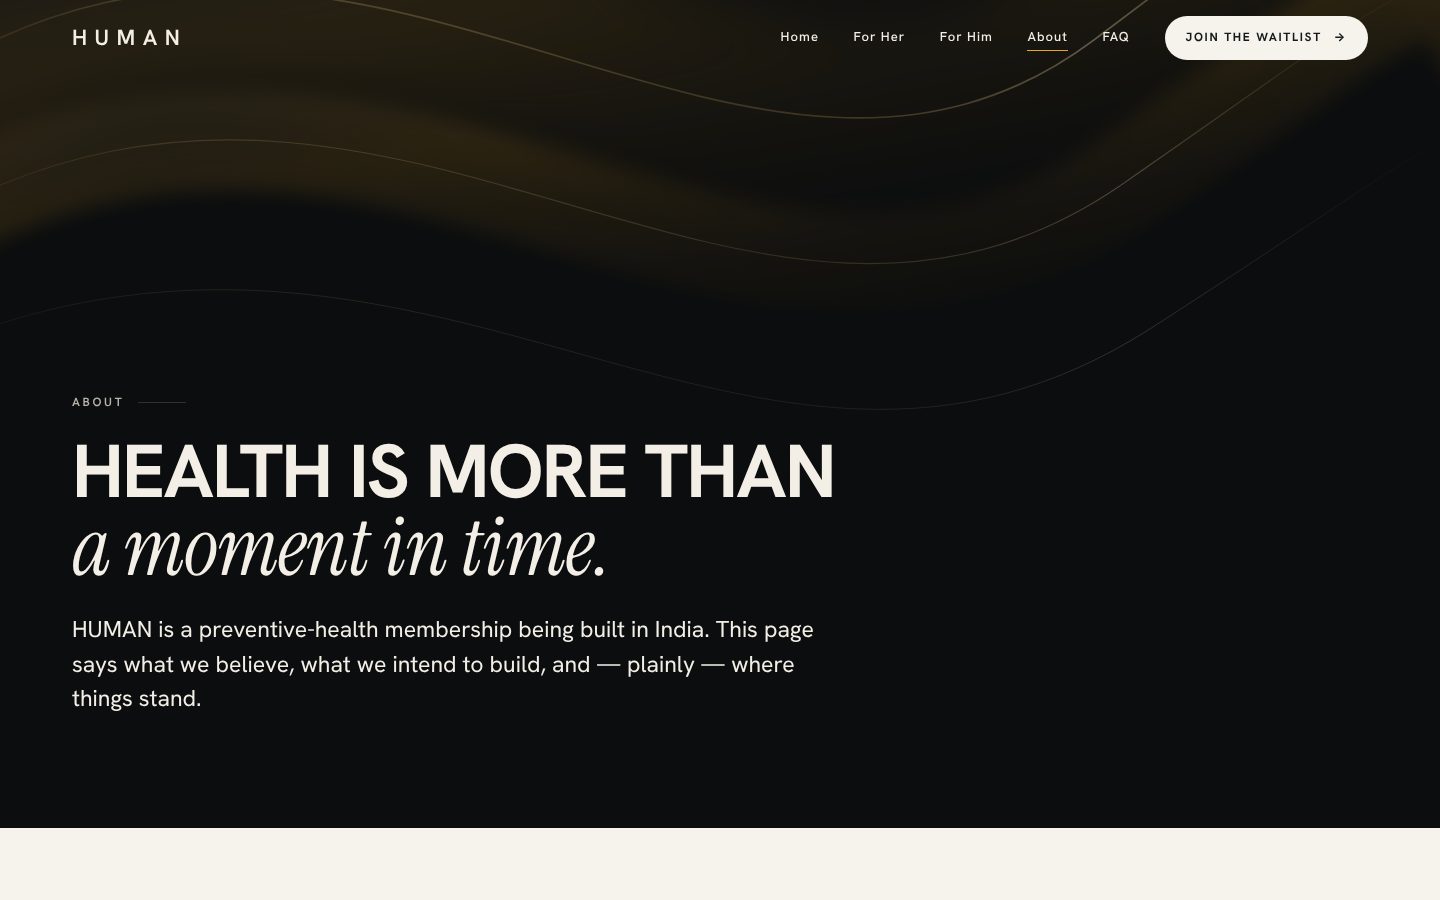 HUMAN
Home
For Her
For Him
About
FAQ
JOIN THE WAITLIST →
ABOUT
HEALTH IS MORE THAN
a moment in time.
HUMAN is a preventive-health membership being built in India. This page
says what we believe, what we intend to build, and — plainly — where
things stand.